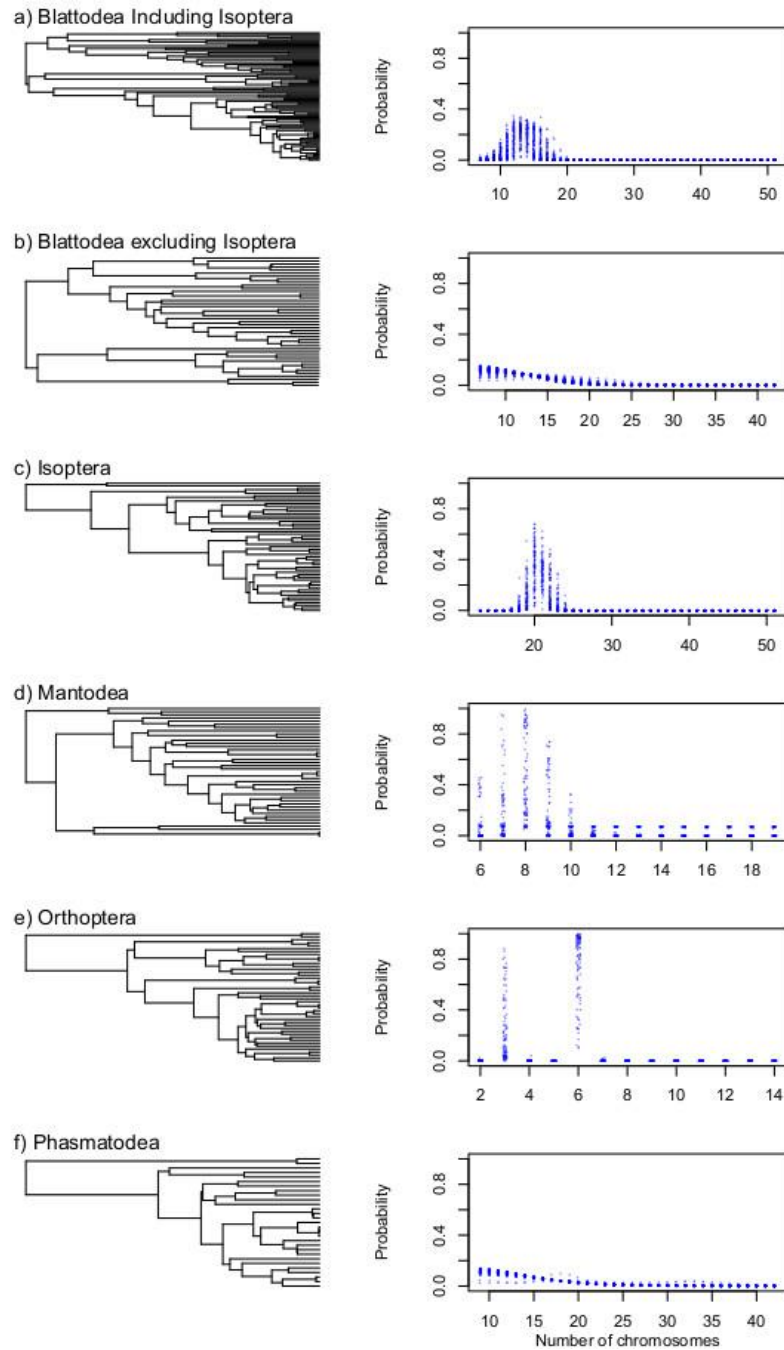 a) Blattodea Including Isoptera
Probability
0.0 0.4 0.8
10 20 30 40 50
b) Blattodea excluding Isoptera
Probability
0.0 0.4 0.8
10 15 20 25 30 35 40
c) Isoptera
Probability
0.0 0.4 0.8
20 30 40 50
d) Mantodea
Probability
0.0 0.4 0.8
6 8 10 12 14 16 18
e) Orthoptera
Probability
0.0 0.4 0.8
2 4 6 8 10 12 14
f) Phasmatodea
Probability
0.0 0.4 0.8
10 15 20 25 30 35 40
Number of chromosomes